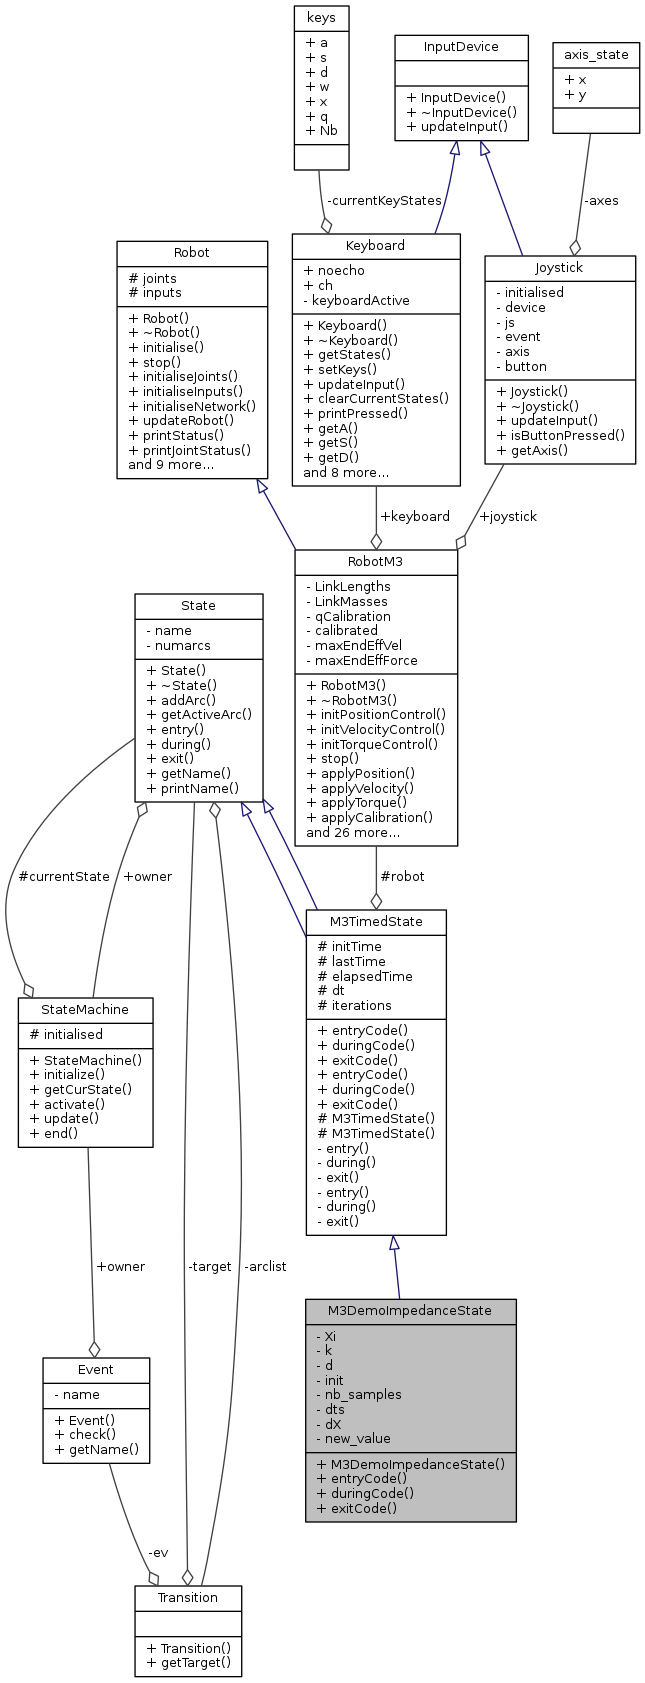 keys
+ a
+ s
+ d
+ w
+ x
+ q
+ Nb
InputDevice
+ InputDevice()
+ ~InputDevice()
+ updateInput()
axis_state
+ x
+ y
-currentKeyStates
-axes
Robot
# joints
# inputs
+ Robot()
+ ~Robot()
+ initialise()
+ stop()
+ initialiseJoints()
+ initialiseInputs()
+ initialiseNetwork()
+ updateRobot()
+ printStatus()
+ printJointStatus()
and 9 more...
Keyboard
+ noecho
+ ch
- keyboardActive
+ Keyboard()
+ ~Keyboard()
+ getStates()
+ setKeys()
+ updateInput()
+ clearCurrentStates()
+ printPressed()
+ getA()
+ getS()
+ getD()
and 8 more...
Joystick
- initialised
- device
- js
- event
- axis
- button
+ Joystick()
+ ~Joystick()
+ updateInput()
+ isButtonPressed()
+ getAxis()
+keyboard
+joystick
RobotM3
- LinkLengths
- LinkMasses
- qCalibration
- calibrated
- maxEndEffVel
- maxEndEffForce
+ RobotM3()
+ ~RobotM3()
+ initPositionControl()
+ initVelocityControl()
+ initTorqueControl()
+ stop()
+ applyPosition()
+ applyVelocity()
+ applyTorque()
+ applyCalibration()
and 26 more...
State
- name
- numarcs
+ State()
+ ~State()
+ addArc()
+ getActiveArc()
+ entry()
+ during()
+ exit()
+ getName()
+ printName()
#currentState
+owner
#robot
M3TimedState
# initTime
# lastTime
# elapsedTime
# dt
# iterations
+ entryCode()
+ duringCode()
+ exitCode()
+ entryCode()
+ duringCode()
+ exitCode()
# M3TimedState()
# M3TimedState()
- entry()
- during()
- exit()
- entry()
- during()
- exit()
StateMachine
# initialised
+ StateMachine()
+ initialize()
+ getCurState()
+ activate()
+ update()
+ end()
+owner
-target
-arclist
M3DemoImpedanceState
- Xi
- k
- d
- init
- nb_samples
- dts
- dX
- new_value
+ M3DemoImpedanceState()
+ entryCode()
+ duringCode()
+ exitCode()
Event
- name
+ Event()
+ check()
+ getName()
-ev
Transition
+ Transition()
+ getTarget()